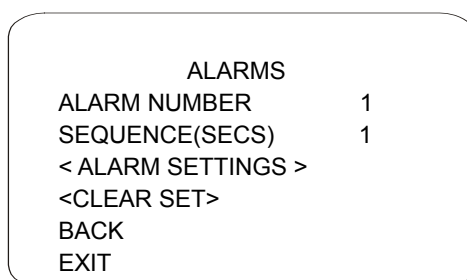 ALARMS
ALARM NUMBER 1
SEQUENCE(SECS) 1
< ALARM SETTINGS >
<CLEAR SET>
BACK
EXIT